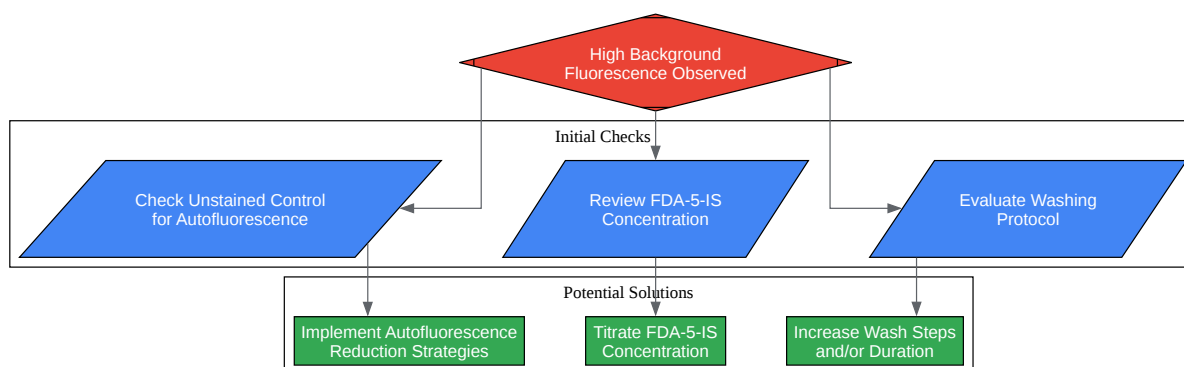 High Background
Fluorescence Observed
Initial Checks
Check Unstained Control
for Autofluorescence
Review FDA-5-IS
Concentration
Evaluate Washing
Protocol
Potential Solutions
Implement Autofluorescence
Reduction Strategies
Titrate FDA-5-IS
Concentration
Increase Wash Steps
and/or Duration